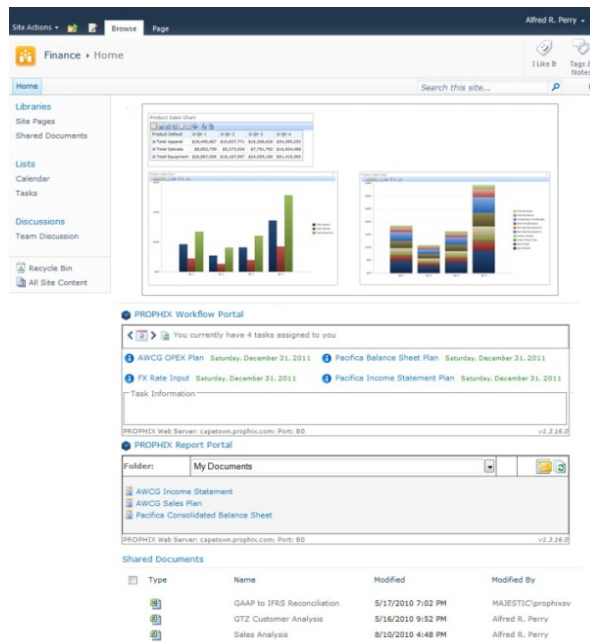 Site Actions
Browse
Page
Alfred R. Perry
Finance › Home
I Like It
Tags &
Notes
Home
Search this site...
Libraries
Site Pages
Shared Documents
Lists
Calendar
Tasks
Discussions
Team Discussion
Recycle Bin
All Site Content
Product Sales Chart
Product Default
Total Apparel
Total Equipment
PROPHIX Workflow Portal
You currently have 4 tasks assigned to you
AWCG OPEX Plan Saturday, December 31, 2011 Pacifica Balance Sheet Plan Saturday, December 31, 2011
FX Rate Input Saturday, December 31, 2011 Pacifica Income Statement Plan Saturday, December 31, 2011
Task Information
PROPHIX Web Server: capetown.prophix.com; Port: 80 v1.3.16.0
PROPHIX Report Portal
Folder: My Documents
AWCG Income Statement
AWCG Sales Plan
Pacifica Consolidated Balance Sheet
PROPHIX Web Server: capetown.prophix.com; Port: 80 v1.3.16.0
Shared Documents
Type Name Modified Modified By
GAAP to IFRS Reconciliation 5/17/2010 7:02 PM MAJESTIC\prophixsv
GTZ Customer Analysis 5/16/2010 9:52 PM Alfred R. Perry
Sales Analysis 8/10/2010 4:48 PM Alfred R. Perry